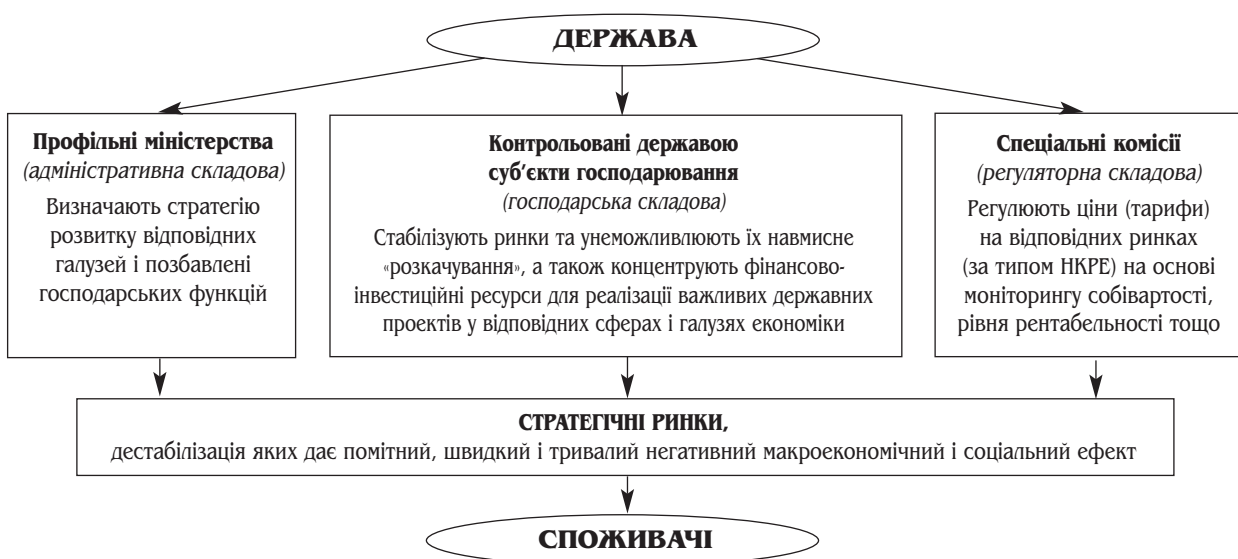 ДЕРЖАВА
Профільні міністерства
(адміністративна складова)
Визначають стратегію
розвитку відповідних
галузей і позбавлені
господарських функцій
Контрольовані державою
суб’єкти господарювання
(господарська складова)
Стабілізують ринки та унеможливлюють їх навмисне
«розкачування», а також концентрують фінансово-
інвестиційні ресурси для реалізації важливих державних
проектів у відповідних сферах і галузях економіки
Спеціальні комісії
(регуляторна складова)
Регулюють ціни (тарифи)
на відповідних ринках
(за типом НКРЕ) на основі
моніторингу собівартості,
рівня рентабельності тощо
СТРАТЕГІЧНІ РИНКИ,
дестабілізація яких дає помітний, швидкий і тривалий негативний макроекономічний і соціальний ефект
СПОЖИВАЧІ